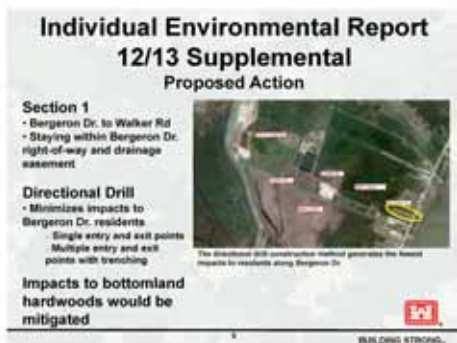 Individual Environmental Report
12/13 Supplemental
Proposed Action
Section 1
• Bergeron Dr. to Walker Rd
• Staying within Bergeron Dr.
right-of-way and drainage
easement
Directional Drill
• Minimizes impacts to
Bergeron Dr. residents
Single entry and exit points
Multiple entry and exit
points with trenching
Impacts to bottomland
hardwoods would be
mitigated
The directional drill construction method generates the fewest
impacts to residents along Bergeron Dr.
BUILDING STRONG